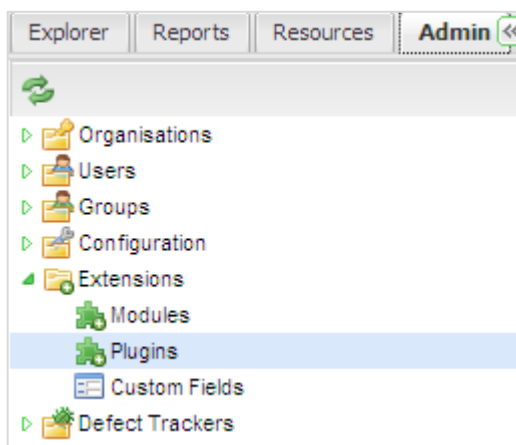 Explorer Reports Resources Admin
Organisations
Users
Groups
Configuration
Extensions
Modules
Plugins
Custom Fields
Defect Trackers